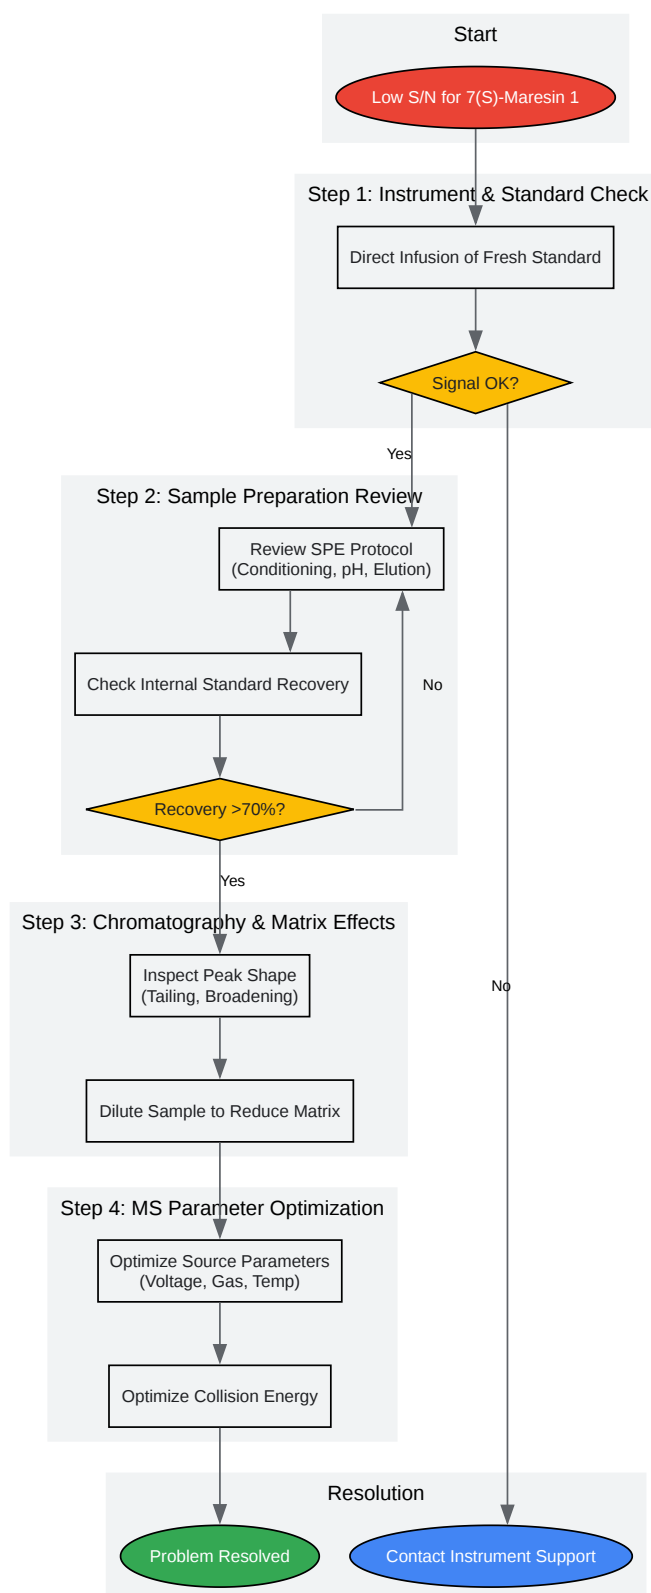 Start
Low S/N for 7(S)-Maresin 1
Step 1: Instrument & Standard Check
Direct Infusion of Fresh Standard
Signal OK?
Yes
Step 2: Sample Preparation Review
Review SPE Protocol
(Conditioning, pH, Elution)
Check Internal Standard Recovery
No
Recovery >70%?
Yes
Step 3: Chromatography & Matrix Effects
Inspect Peak Shape
(Tailing, Broadening)
No
Dilute Sample to Reduce Matrix
Step 4: MS Parameter Optimization
Optimize Source Parameters
(Voltage, Gas, Temp)
Optimize Collision Energy
Resolution
Problem Resolved
Contact Instrument Support